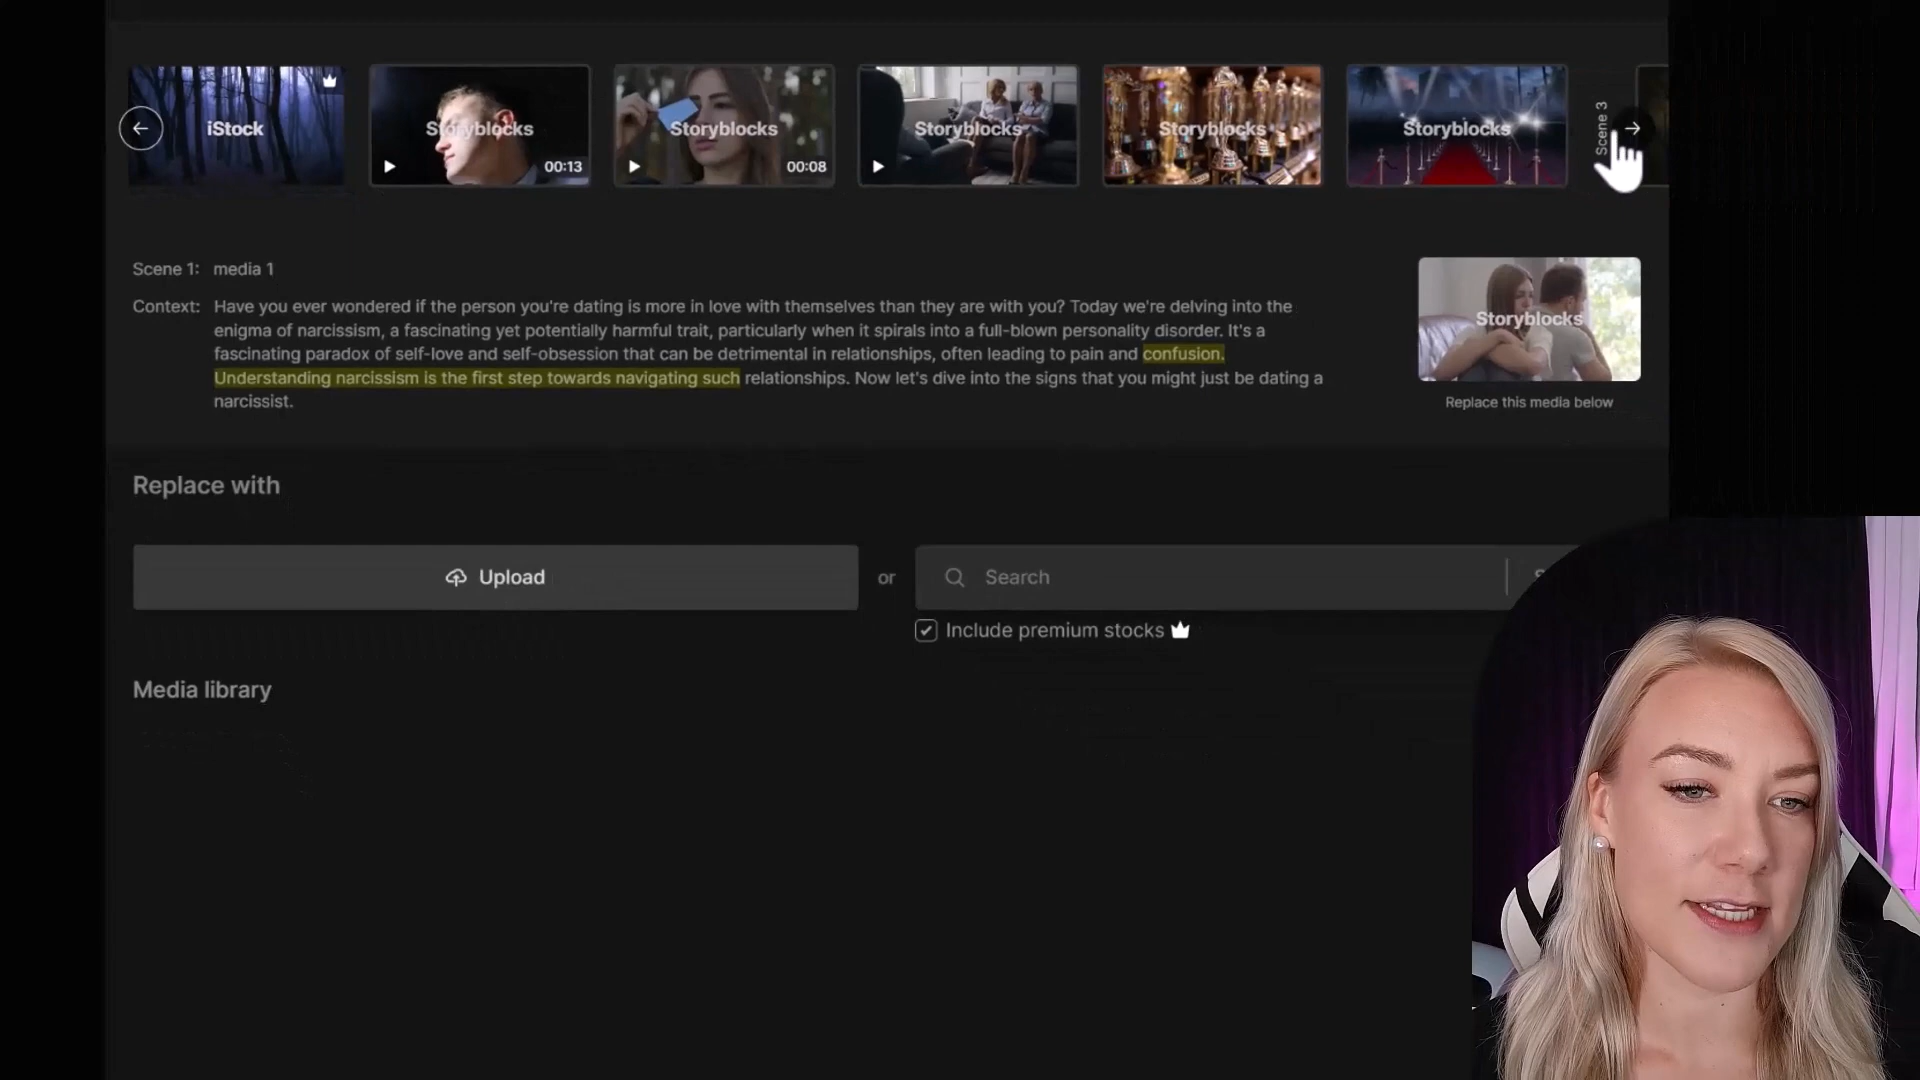 iStock
Storyblocks
00:13
Storyblocks
00:08
Storyblocks
Storyblocks
Storyblocks
Scene 3
Scene 1: media 1
Context: Have you ever wondered if the person you're dating is more in love with themselves than they are with you? Today we're delving into the
enigma of narcissism, a fascinating yet potentially harmful trait, particularly when it spirals into a full-blown personality disorder. It's a
fascinating paradox of self-love and self-obsession that can be detrimental in relationships, often leading to pain and confusion.
Understanding narcissism is the first step towards navigating such relationships. Now let's dive into the signs that you might just be dating a
narcissist.
Storyblocks
Replace this media below
Replace with
Upload
or
Search
Include premium stocks
Media library